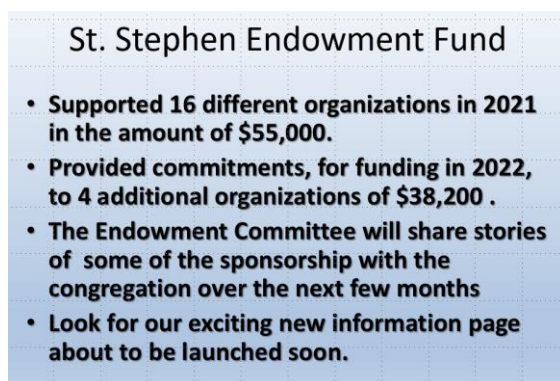 St. Stephen Endowment Fund
• Supported 16 different organizations in 2021
in the amount of $55,000.
• Provided commitments, for funding in 2022,
to 4 additional organizations of $38,200 .
• The Endowment Committee will share stories
of some of the sponsorship with the
congregation over the next few months
• Look for our exciting new information page
about to be launched soon.